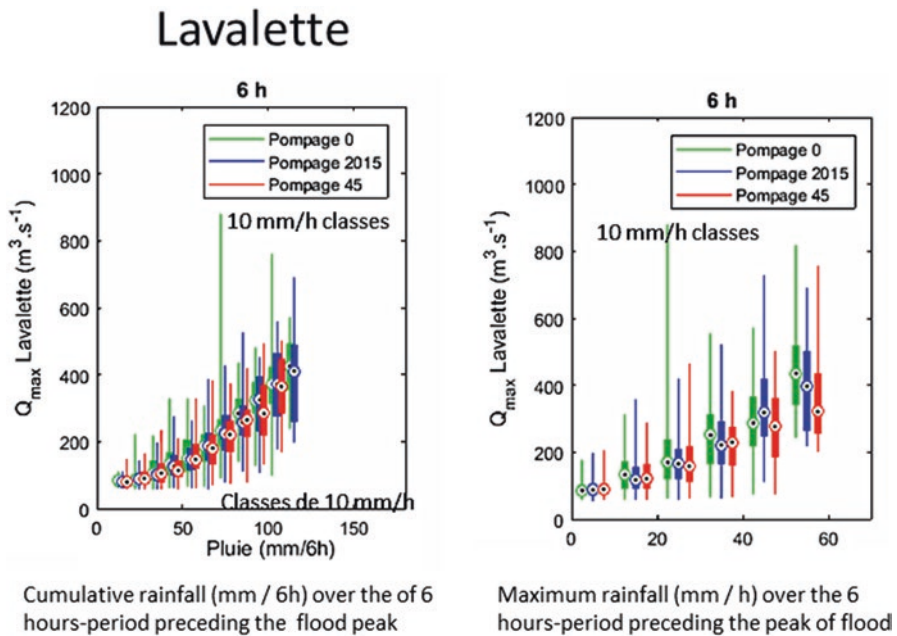 Lavalette
6 h
1200
1000
800
600
400
200
0
Q_max Lavalette (m³.s⁻¹)
Pompage 0
Pompage 2015
Pompage 45
10 mm/h classes
Classes de 10 mm/h
0 50 100 150
Pluie (mm/6h)
Cumulative rainfall (mm / 6h) over the of 6
hours-period preceding the flood peak
6 h
1200
1000
800
600
400
200
0
Q_max Lavalette (m³.s⁻¹)
Pompage 0
Pompage 2015
Pompage 45
10 mm/h classes
0 20 40 60
Maximum rainfall (mm / h) over the 6
hours-period preceding the peak of flood